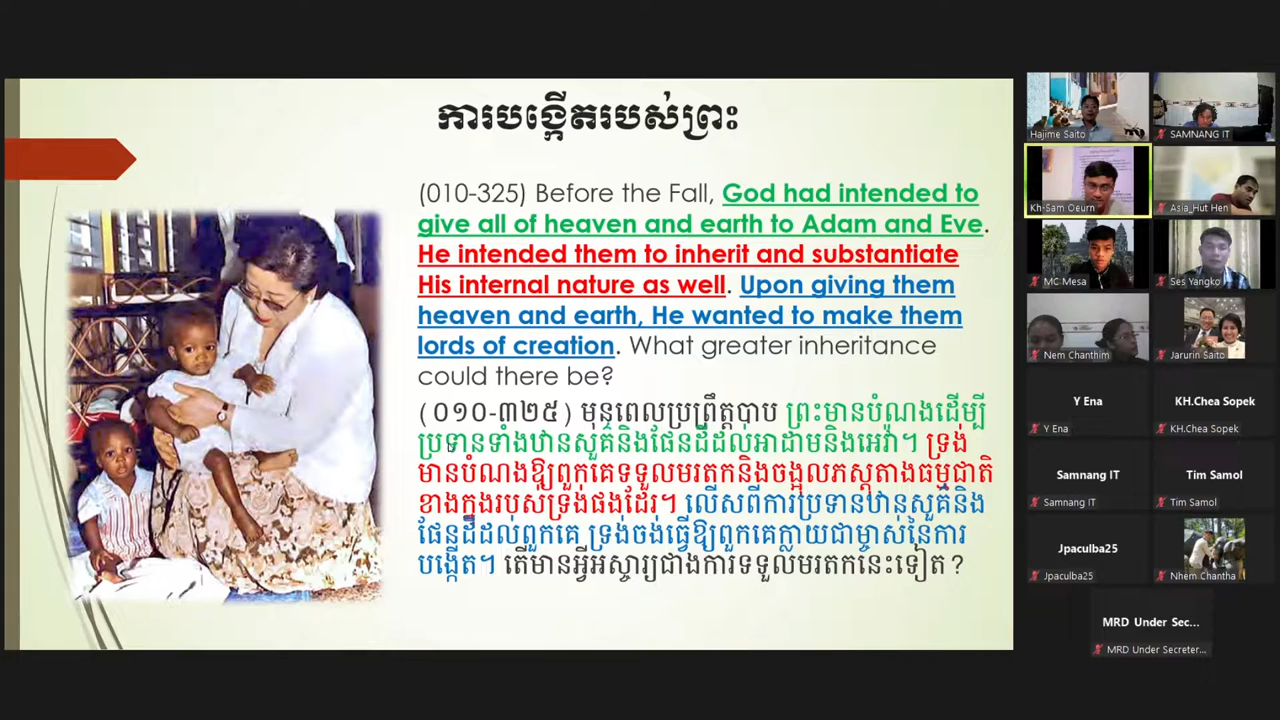 ការបង្កើតរបស់ព្រះ
(010-325) Before the Fall, God had intended to
give all of heaven and earth to Adam and Eve.
He intended them to inherit and substantiate
His internal nature as well. Upon giving them
heaven and earth, He wanted to make them
lords of creation. What greater inheritance
could there be?
(០១០-៣២៥) មុនពេលប្រព្រឹត្តបាប ព្រះមានបំណងដើម្បី
ប្រទានទាំងឋានសួគ៌និងផែនដីដល់អាដាមនិងអេវ៉ា។ ទ្រង់
មានបំណងឱ្យពួកគេទទួលមរតកនិងចង្អុលភស្តុតាងធម្មជាតិ
ខាងក្នុងរបស់ទ្រង់ផងដែរ។ លើសពីការប្រទានឋានសួគ៌និង
ផែនដីដល់ពួកគេ ទ្រង់ចង់ធ្វើឱ្យពួកគេក្លាយជាម្ចាស់នៃការ
បង្កើត។ តើមានអ្វីអស្ចារ្យជាងការទទួលមរតកនេះទៀត?
Hajime Saito
SAMNANG IT
Kh-Sam Oeurn
Asia_Hut Hen
MC Mesa
Ses Yangko
Nem Chanthim
Jarurin Saito
Y Ena
Y Ena
KH.Chea Sopek
KH.Chea Sopek
Samnang IT
Samnang IT
Tim Samol
Tim Samol
Jpaculba25
Jpaculba25
Nhem Chantha
MRD Under Sec...
MRD Under Secreter...